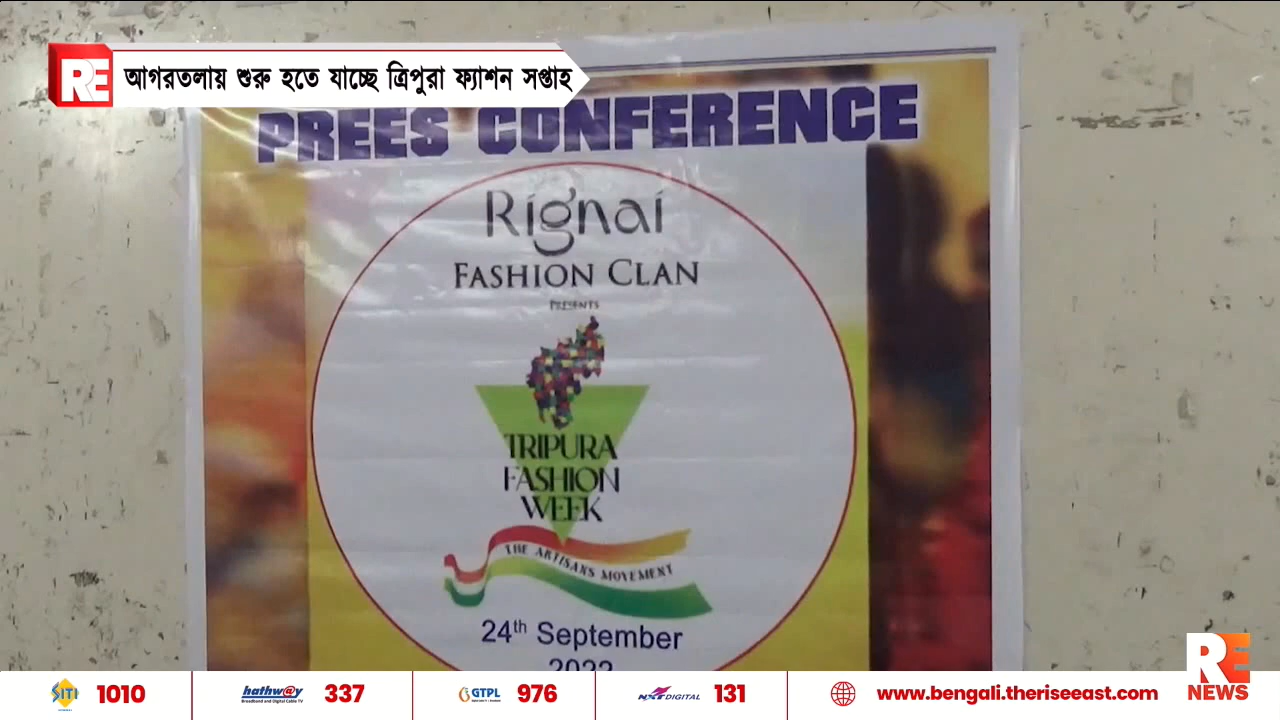 RE আগরতলায় শুরু হতে যাচ্ছে ত্রিপুরা ফ্যাশন সপ্তাহ
PREES CONFERENCE
Rignai
FASHION CLAN
PRESENTS
TRIPURA
FASHION
WEEK
THE ARTISANS MOVEMENT
24th September
2022
SITI 1010
hathway 337
GTPL 976
NXT DIGITAL 131
www.bengali.theriseeast.com
RE
NEWS